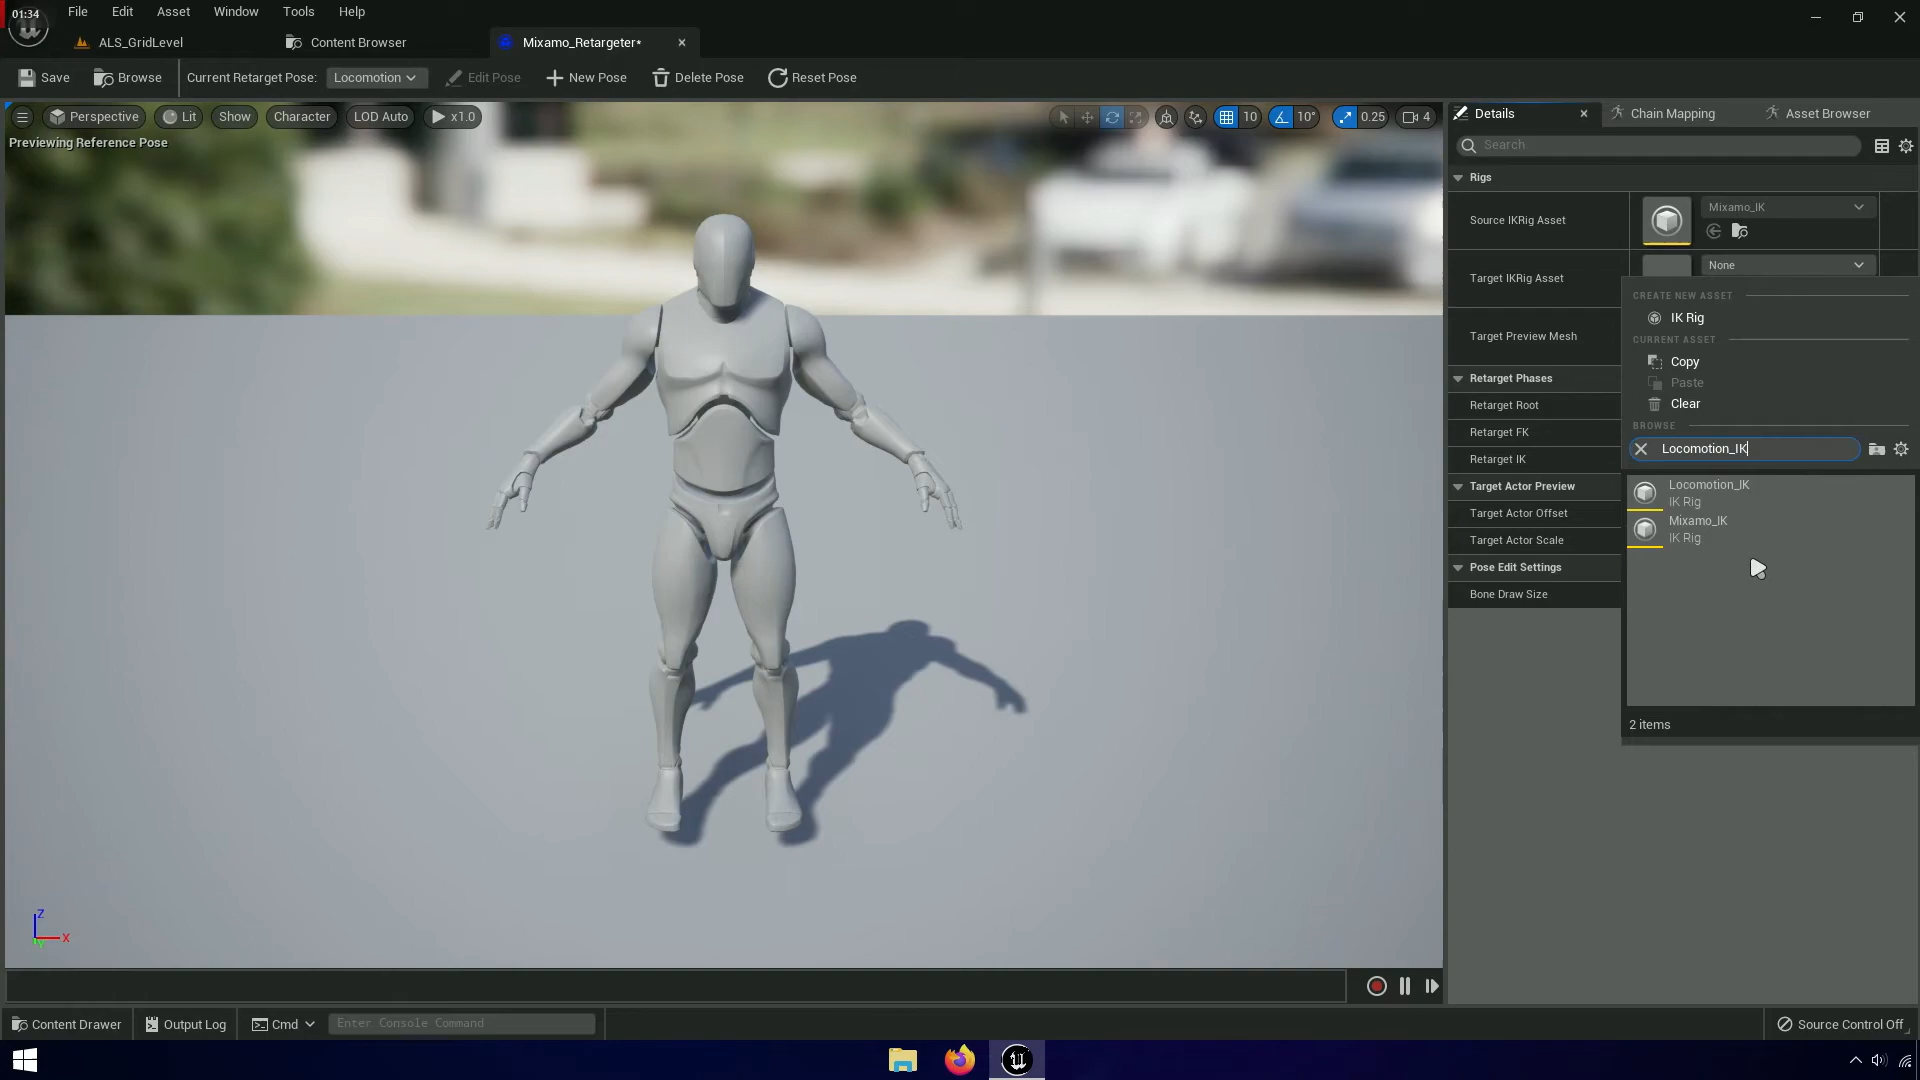 01:34
File Edit Asset Window Tools Help
ALS_GridLevel Content Browser Mixamo_Retargeter*
Save Browse Current Retarget Pose: Locomotion Edit Pose New Pose Delete Pose Reset Pose
Perspective Lit Show Character LOD Auto x1.0 10 10° 0.25 4
Previewing Reference Pose
Details Chain Mapping Asset Browser
Search
Rigs
Source IKRig Asset Mixamo_IK
Target IKRig Asset None
Target Preview Mesh
Retarget Phases
Retarget Root
Retarget FK
Retarget IK
Target Actor Preview
Target Actor Offset
Target Actor Scale
Pose Edit Settings
Bone Draw Size
CREATE NEW ASSET
IK Rig
CURRENT ASSET
Copy
Paste
Clear
BROWSE
Locomotion_IK
Locomotion_IK
IK Rig
Mixamo_IK
IK Rig
2 items
Z
X
Y
Content Drawer Output Log Cmd Enter Console Command Source Control Off